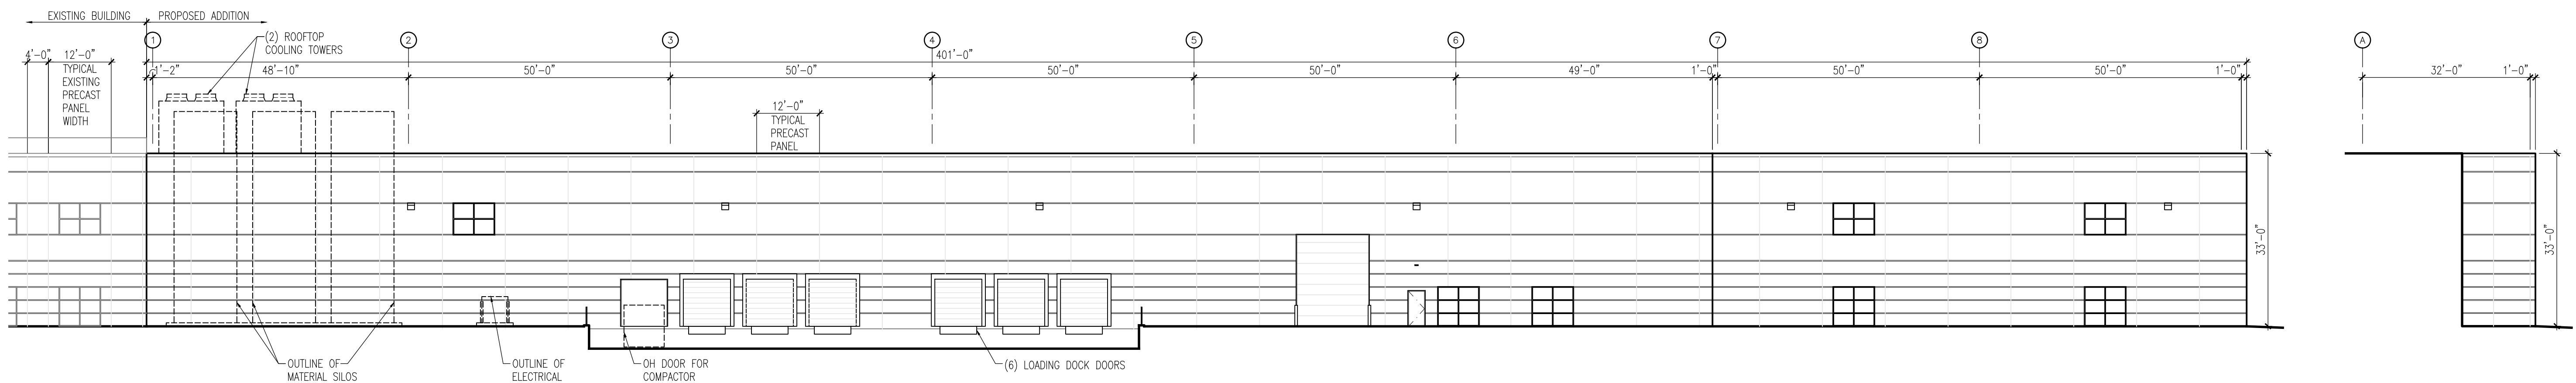 EXISTING BUILDING
PROPOSED ADDITION
(2) ROOFTOP
COOLING TOWERS
1
2
3
4
5
6
7
8
A
4'-0"
12'-0"
TYPICAL
EXISTING
PRECAST
PANEL
WIDTH
401'-0"
1'-2"
48'-10"
50'-0"
50'-0"
50'-0"
50'-0"
49'-0"
1'-0"
50'-0"
50'-0"
1'-0"
32'-0"
1'-0"
12'-0"
TYPICAL
PRECAST
PANEL
33'-0"
33'-0"
OUTLINE OF
MATERIAL SILOS
OUTLINE OF
ELECTRICAL
OH DOOR FOR
COMPACTOR
(6) LOADING DOCK DOORS